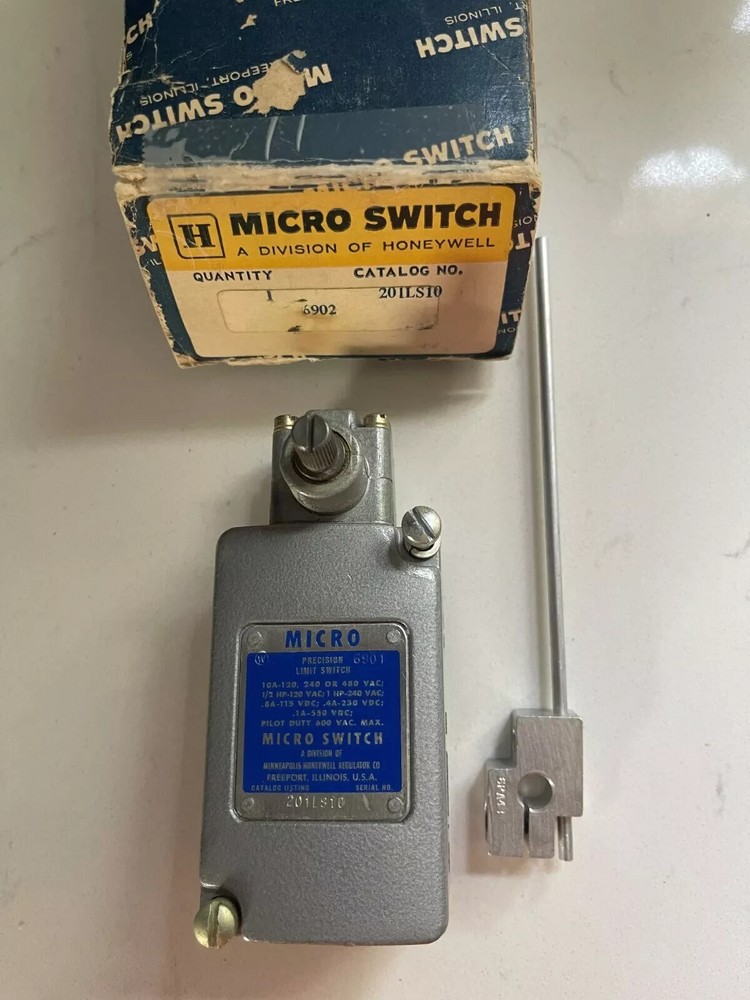 SWITCH
RT, ILLINOIS
FREEPORT, ILLINOIS
MICRO SWITCH
MICRO SWITCH
H MICRO SWITCH
A DIVISION OF HONEYWELL
QUANTITY CATALOG NO.
1 201LS10
6902
MICRO
PRECISION 6901
LIMIT SWITCH
10A-120, 240 OR 480 VAC;
1/2 HP-120 VAC; 1 HP-240 VAC;
.8A-115 VDC; .4A-230 VDC;
.1A-550 VDC;
PILOT DUTY 600 VAC. MAX.
MICRO SWITCH
A DIVISION OF
MINNEAPOLIS HONEYWELL REGULATOR CO
FREEPORT, ILLINOIS, U.S.A.
CATALOG LISTING SERIAL NO.
201LS10